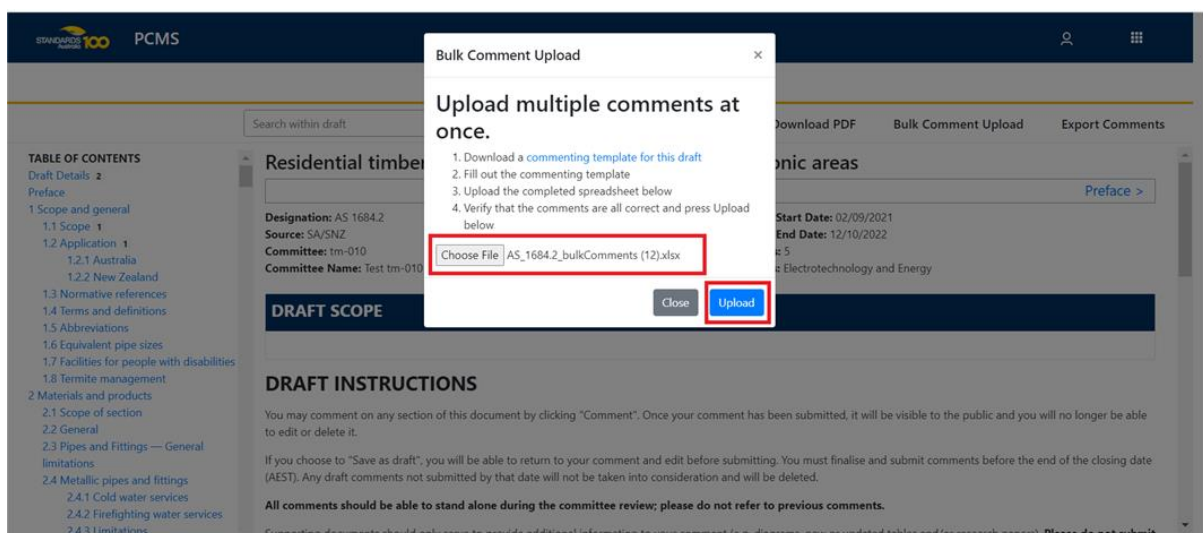 STANDARDS Australia 100
PCMS
Bulk Comment Upload
×
Upload multiple comments at
once.
1. Download a commenting template for this draft
2. Fill out the commenting template
3. Upload the completed spreadsheet below
4. Verify that the comments are all correct and press Upload
below
Choose File AS_1684.2_bulkComments (12).xlsx
Close Upload
Search within draft
Download PDF Bulk Comment Upload Export Comments
TABLE OF CONTENTS
Draft Details 2
Preface
1 Scope and general
1.1 Scope 1
1.2 Application 1
1.2.1 Australia
1.2.2 New Zealand
1.3 Normative references
1.4 Terms and definitions
1.5 Abbreviations
1.6 Equivalent pipe sizes
1.7 Facilities for people with disabilities
1.8 Termite management
2 Materials and products
2.1 Scope of section
2.2 General
2.3 Pipes and Fittings — General
limitations
2.4 Metallic pipes and fittings
2.4.1 Cold water services
2.4.2 Firefighting water services
2.4.3 Limitations
Residential timber onic areas
Preface >
Designation: AS 1684.2 Start Date: 02/09/2021
Source: SA/SNZ End Date: 12/10/2022
Committee: tm-010 : 5
Committee Name: Test tm-010 : Electrotechnology and Energy
DRAFT SCOPE
DRAFT INSTRUCTIONS
You may comment on any section of this document by clicking "Comment". Once your comment has been submitted, it will be visible to the public and you will no longer be able
to edit or delete it.
If you choose to "Save as draft", you will be able to return to your comment and edit before submitting. You must finalise and submit comments before the end of the closing date
(AEST). Any draft comments not submitted by that date will not be taken into consideration and will be deleted.
All comments should be able to stand alone during the committee review; please do not refer to previous comments.